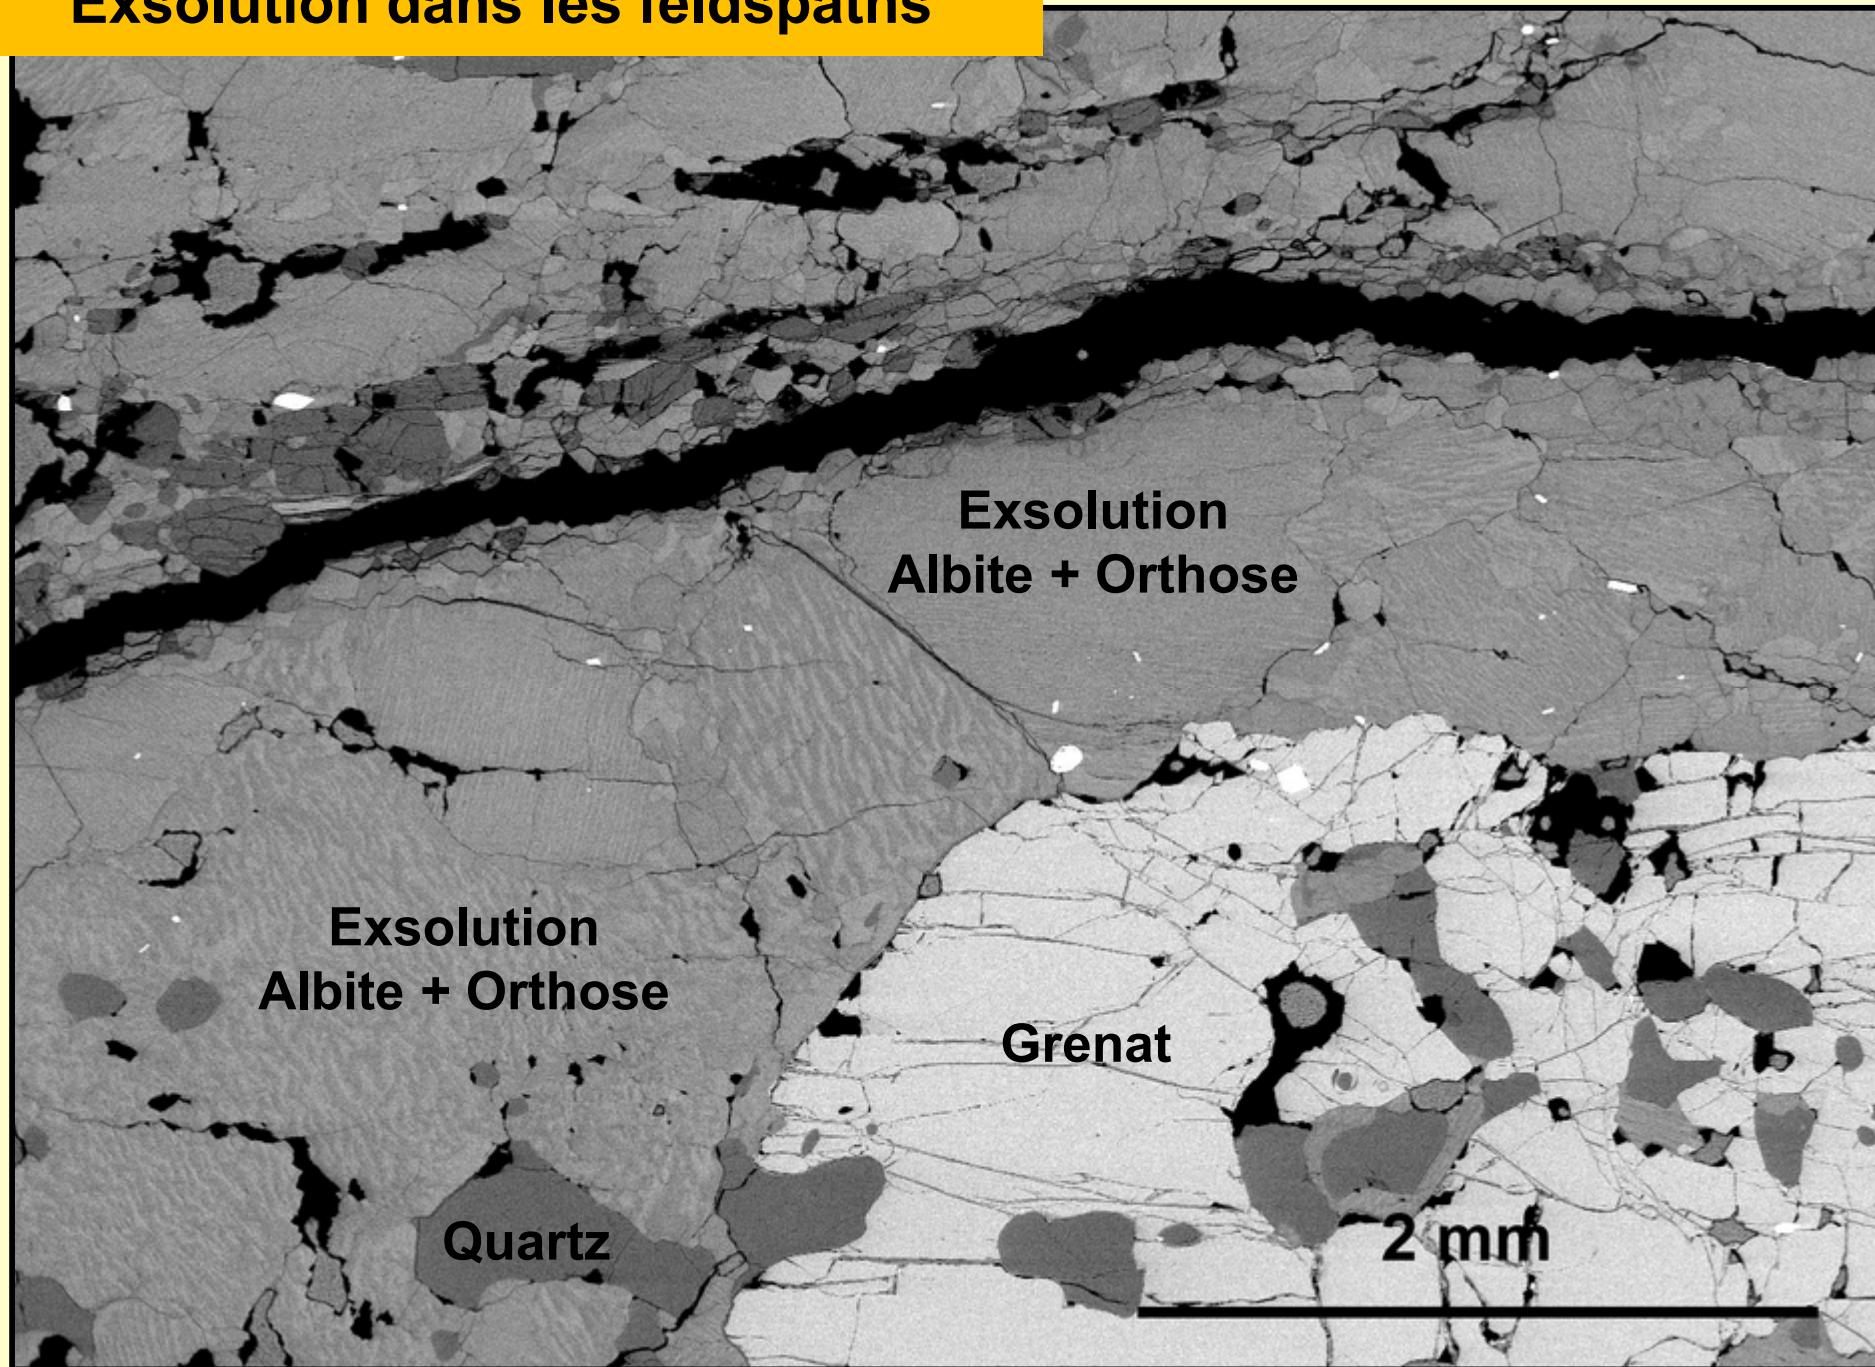 Exsolution dans les feldspaths
Exsolution
Albite + Orthose
Exsolution
Albite + Orthose
Grenat
Quartz
2 mm